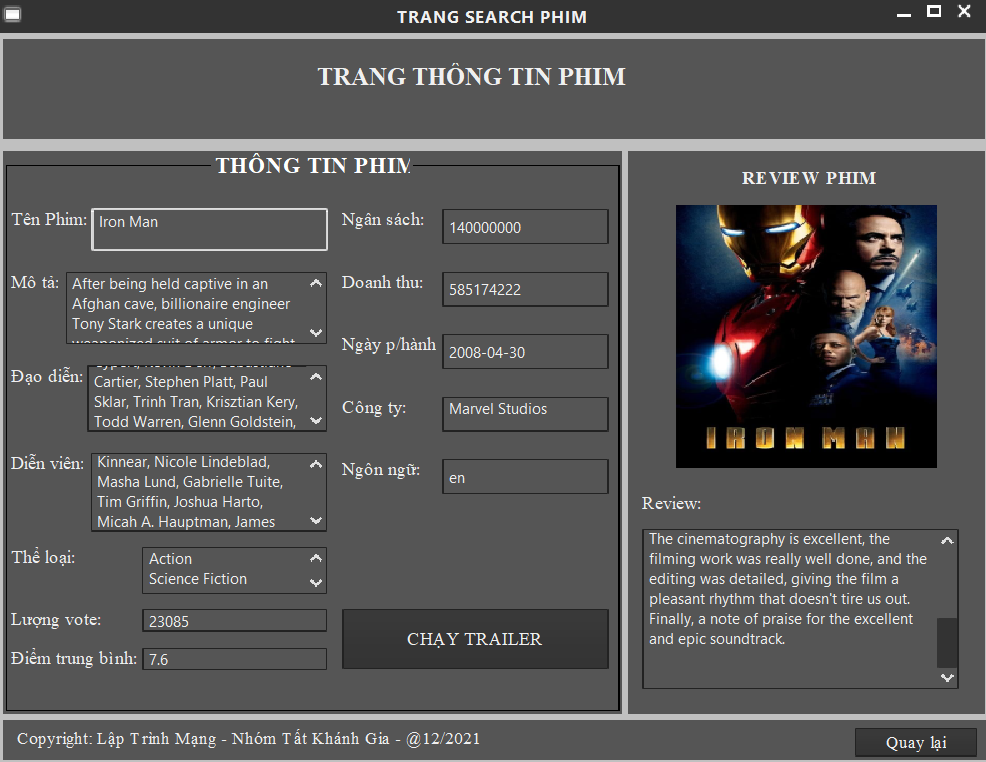 TRANG SEARCH PHIM
TRANG THÔNG TIN PHIM
THÔNG TIN PHIM
Tên Phim:
Iron Man
Mô tả:
After being held captive in an
Afghan cave, billionaire engineer
Tony Stark creates a unique
weaponized suit of armor to fight
Đạo diễn:
Cartier, Stephen Platt, Paul
Sklar, Trinh Tran, Krisztian Kery,
Todd Warren, Glenn Goldstein,
Diễn viên:
Kinnear, Nicole Lindeblad,
Masha Lund, Gabrielle Tuite,
Tim Griffin, Joshua Harto,
Micah A. Hauptman, James
Thể loại:
Action
Science Fiction
Lượng vote:
23085
Điểm trung bình:
7.6
Ngân sách:
140000000
Doanh thu:
585174222
Ngày p/hành
2008-04-30
Công ty:
Marvel Studios
Ngôn ngữ:
en
CHẠY TRAILER
REVIEW PHIM
IRON MAN
Review:
The cinematography is excellent, the
filming work was really well done, and the
editing was detailed, giving the film a
pleasant rhythm that doesn't tire us out.
Finally, a note of praise for the excellent
and epic soundtrack.
Copyright: Lập Trình Mạng - Nhóm Tất Khánh Gia - @12/2021
Quay lại